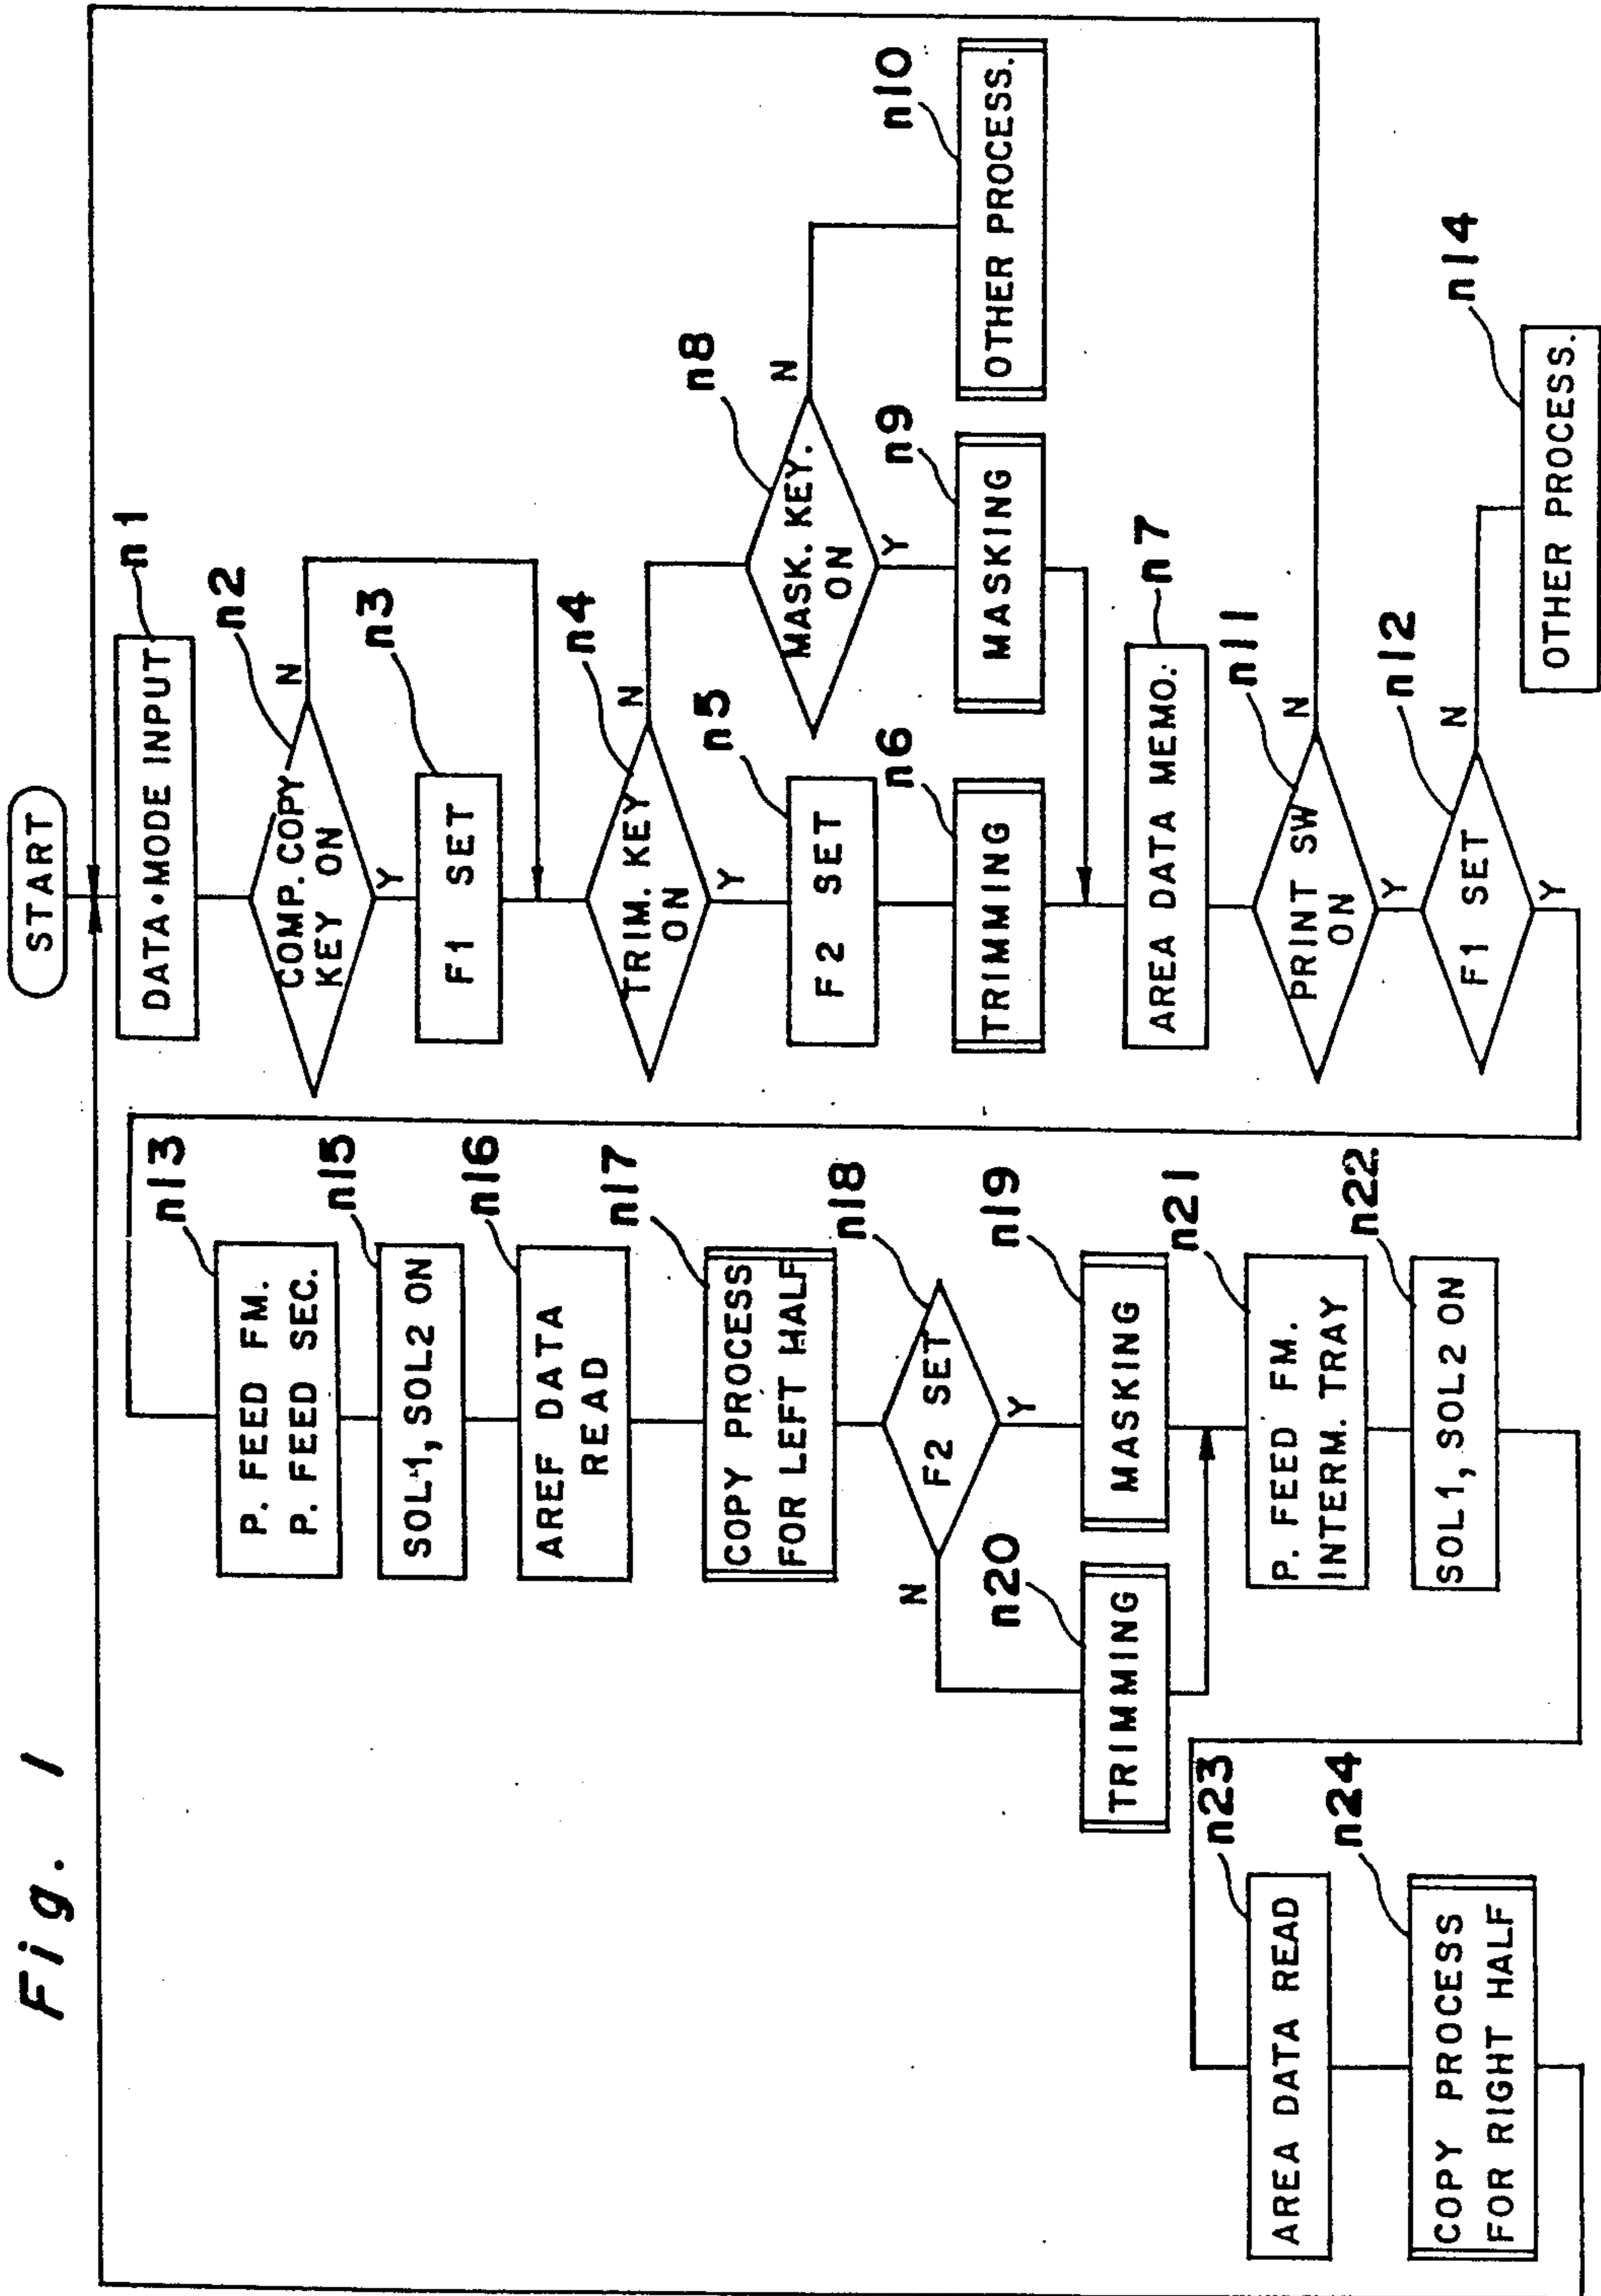 Fig. 1
START
DATA•MODE INPUT
n1
COMP. COPY
KEY ON
n2
N
Y
F1 SET
n3
TRIM. KEY
ON
n4
N
Y
F2 SET
n5
TRIMMING
n6
MASK. KEY.
ON
n8
N
Y
MASKING
n9
OTHER PROCESS.
n10
AREA DATA MEMO.
n7
PRINT SW
ON
n11
N
Y
F1 SET
n12
N
Y
OTHER PROCESS.
n14
P. FEED FM.
P. FEED SEC.
n13
SOL1, SOL2 ON
n15
AREF DATA
READ
n16
COPY PROCESS
FOR LEFT HALF
n17
F2 SET
n18
N
Y
MASKING
n19
TRIMMING
n20
P. FEED FM.
INTERM. TRAY
n21
SOL1, SOL2 ON
n22
AREA DATA READ
n23
COPY PROCESS
FOR RIGHT HALF
n24